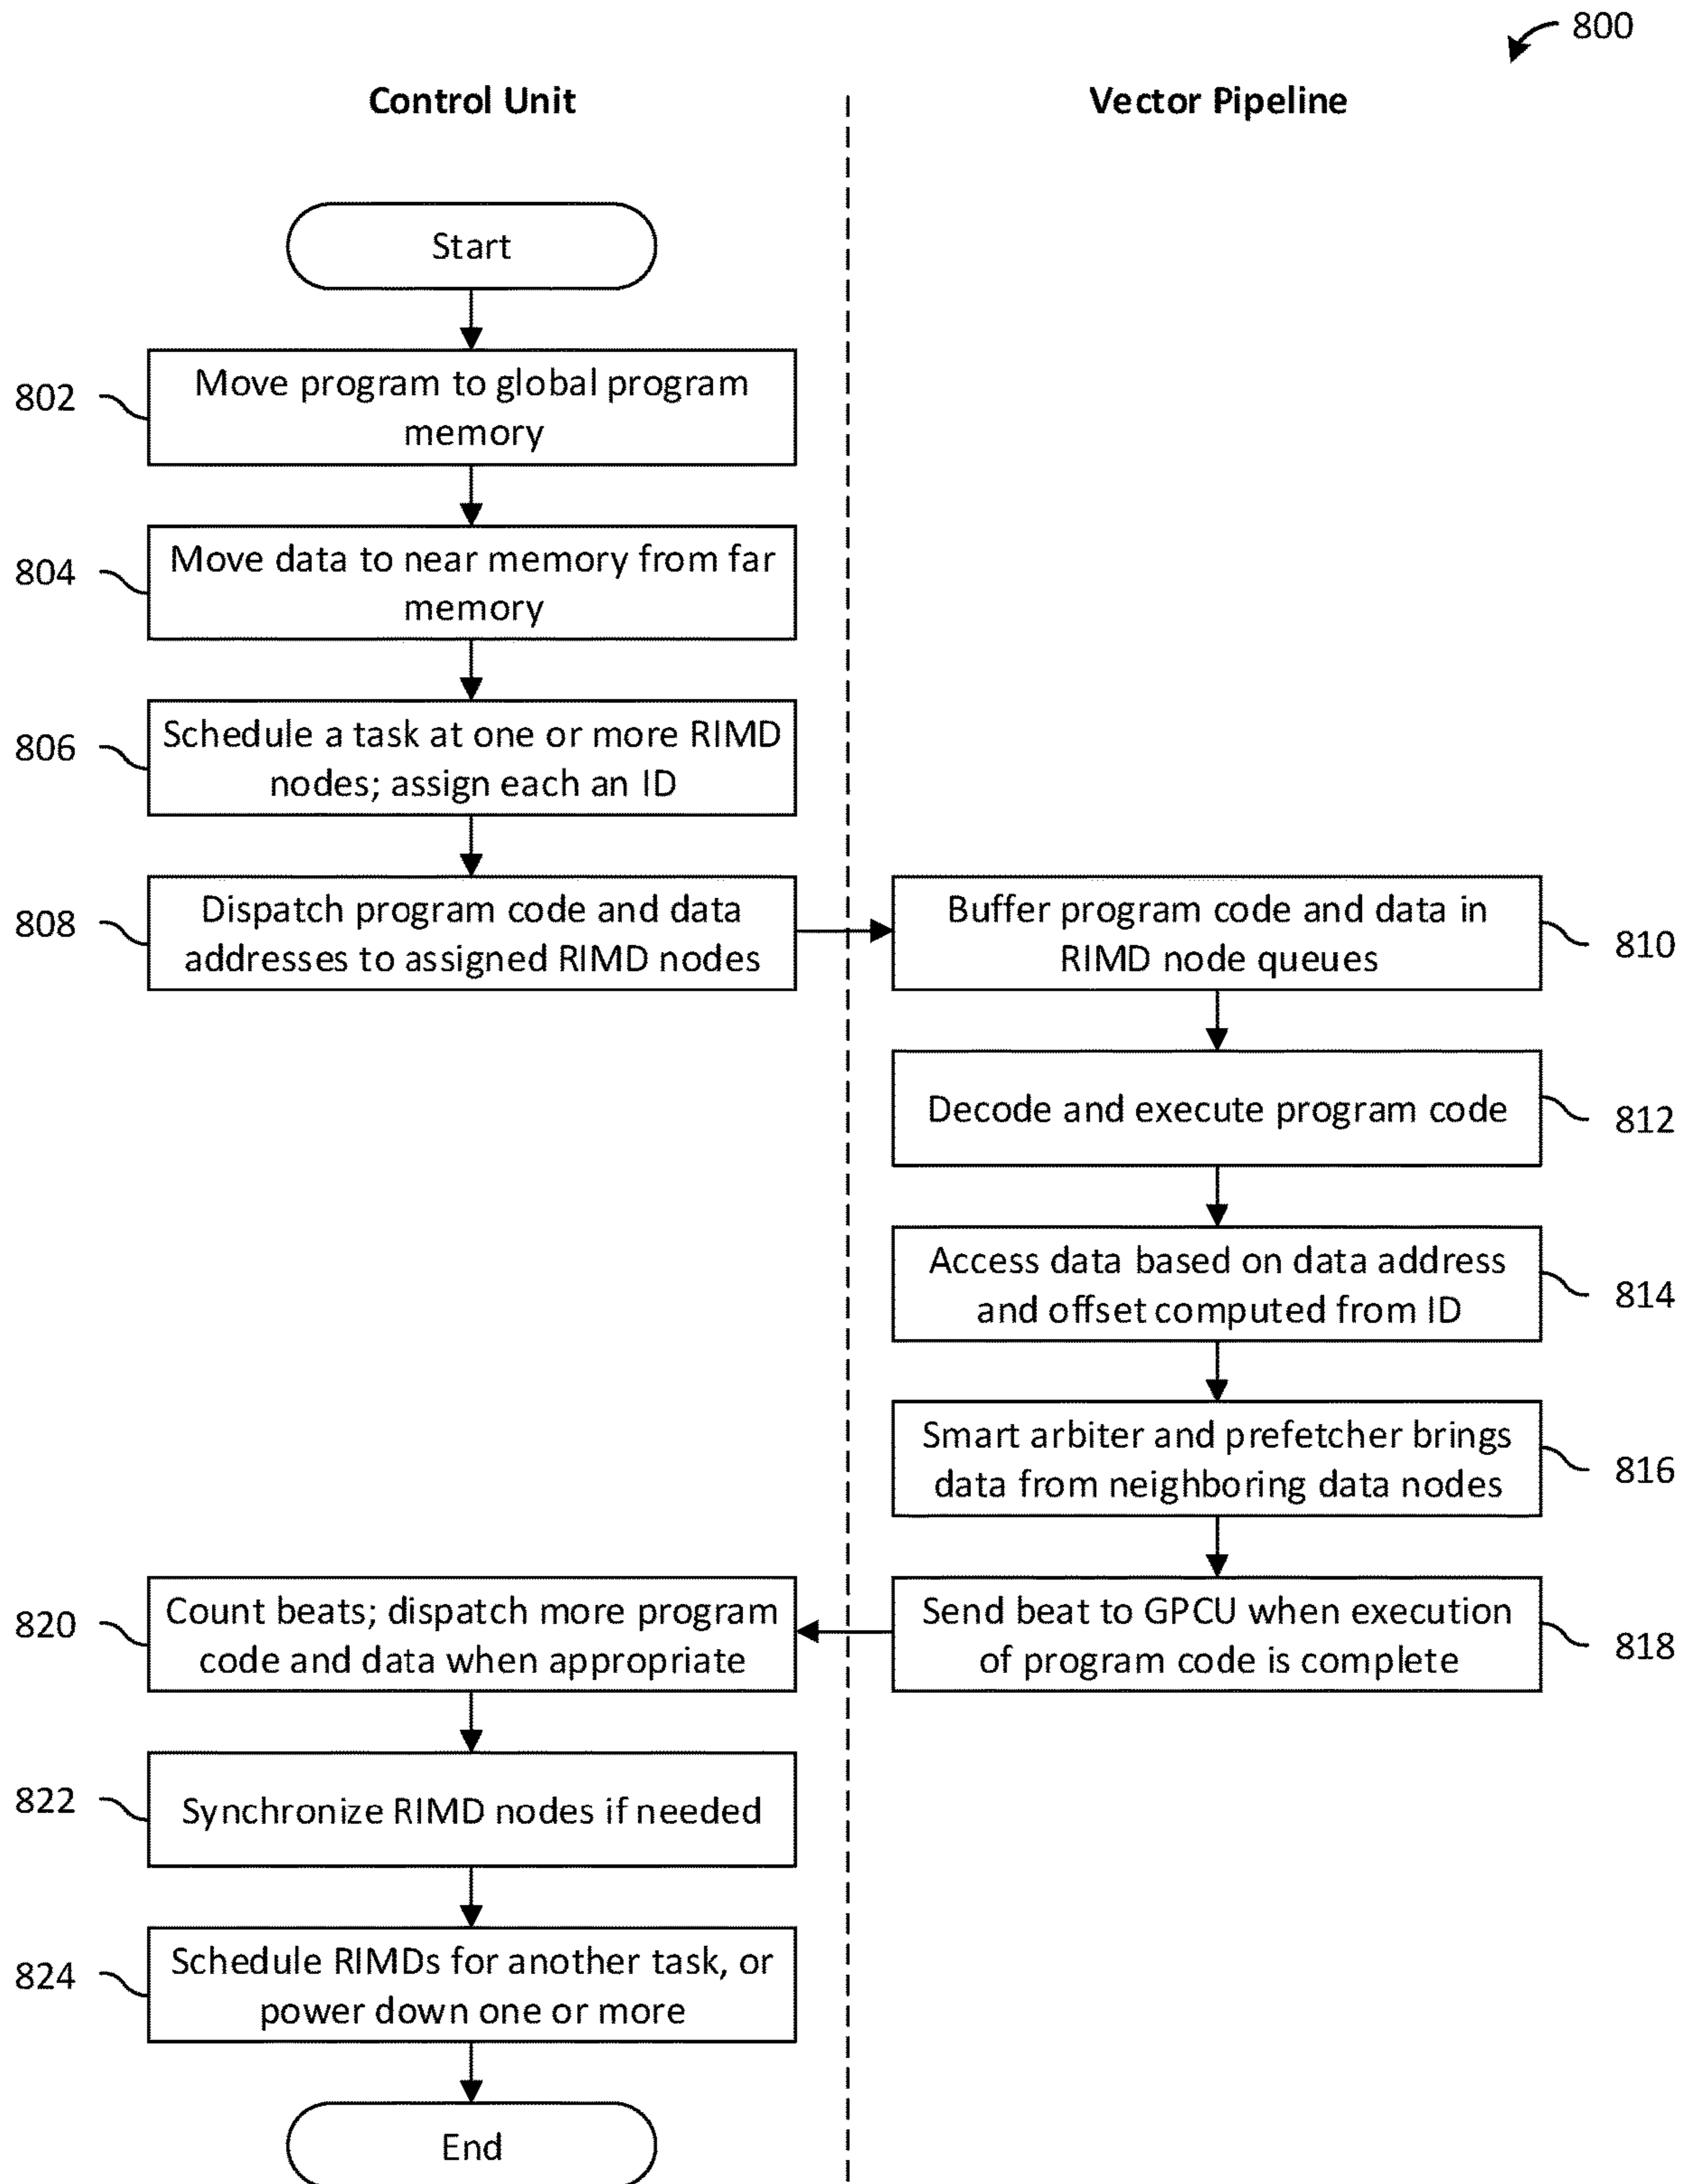 800
Control Unit
Vector Pipeline
Start
802
Move program to global program
memory
804
Move data to near memory from far
memory
806
Schedule a task at one or more RIMD
nodes; assign each an ID
808
Dispatch program code and data
addresses to assigned RIMD nodes
Buffer program code and data in
RIMD node queues
810
Decode and execute program code
812
Access data based on data address
and offset computed from ID
814
Smart arbiter and prefetcher brings
data from neighboring data nodes
816
Send beat to GPCU when execution
of program code is complete
818
820
Count beats; dispatch more program
code and data when appropriate
822
Synchronize RIMD nodes if needed
824
Schedule RIMDs for another task, or
power down one or more
End